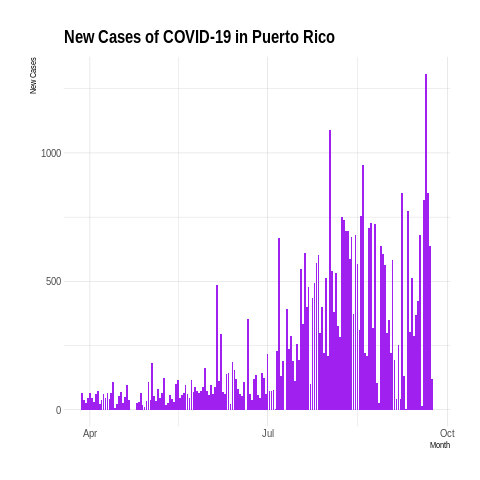 New Cases of COVID-19 in Puerto Rico
New Cases
1000
500
0
Apr
Jul
Oct
Month